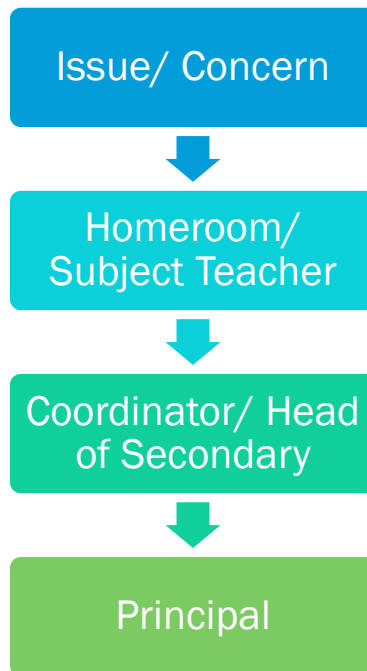 Issue/ Concern
Homeroom/
Subject Teacher
Coordinator/ Head
of Secondary
Principal